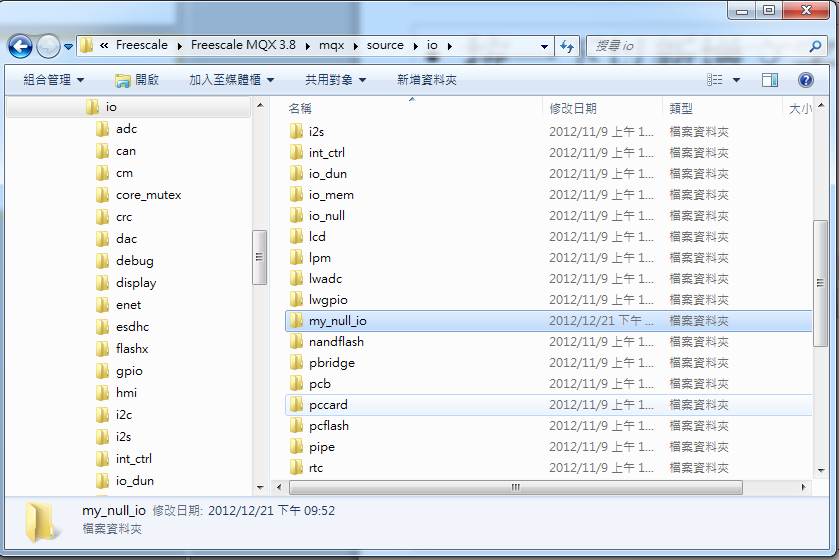 « Freescale ▸ Freescale MQX 3.8 ▸ mqx ▸ source ▸ io ▸ 搜尋 io
組合管理 ▼ 開啟 加入至媒體櫃 ▼ 共用對象 ▼ 新增資料夾
io
adc
can
cm
core_mutex
crc
dac
debug
display
enet
esdhc
flashx
gpio
hmi
i2c
i2s
int_ctrl
io_dun
名稱 修改日期 類型 大小
i2s 2012/11/9 上午 1... 檔案資料夾
int_ctrl 2012/11/9 上午 1... 檔案資料夾
io_dun 2012/11/9 上午 1... 檔案資料夾
io_mem 2012/11/9 上午 1... 檔案資料夾
io_null 2012/11/9 上午 1... 檔案資料夾
lcd 2012/11/9 上午 1... 檔案資料夾
lpm 2012/11/9 上午 1... 檔案資料夾
lwadc 2012/11/9 上午 1... 檔案資料夾
lwgpio 2012/11/9 上午 1... 檔案資料夾
my_null_io 2012/12/21 下午 ... 檔案資料夾
nandflash 2012/11/9 上午 1... 檔案資料夾
pbridge 2012/11/9 上午 1... 檔案資料夾
pcb 2012/11/9 上午 1... 檔案資料夾
pccard 2012/11/9 上午 1... 檔案資料夾
pcflash 2012/11/9 上午 1... 檔案資料夾
pipe 2012/11/9 上午 1... 檔案資料夾
rtc 2012/11/9 上午 1... 檔案資料夾
my_null_io 修改日期: 2012/12/21 下午 09:52
檔案資料夾